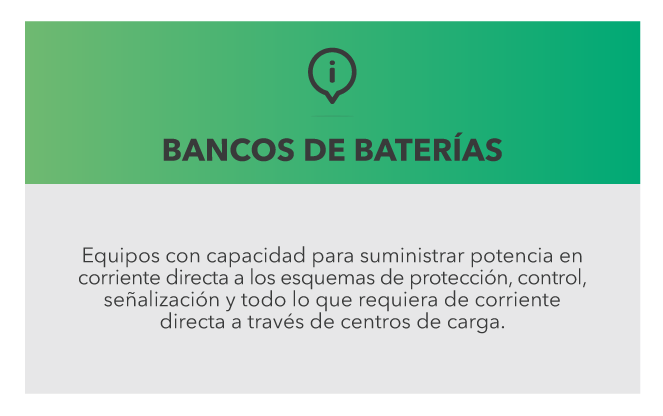 BANCOS DE BATERÍAS
Equipos con capacidad para suministrar potencia en
corriente directa a los esquemas de protección, control,
señalización y todo lo que requiera de corriente
directa a través de centros de carga.